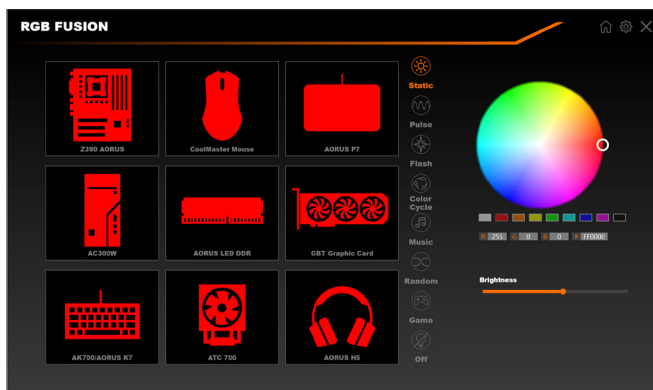 RGB FUSION
Z390 AORUS
CoolMaster Mouse
AORUS P7
AC300W
AORUS LED DDR
GBT Graphic Card
AK700/AORUS K7
ATC 700
AORUS H5
Static
Pulse
Flash
Color
Cycle
Music
Random
Game
Off
R 255 G 0 B 0 # FF0000
Brightness